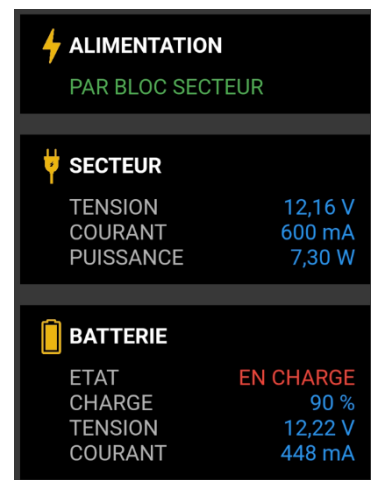 ALIMENTATION
PAR BLOC SECTEUR
SECTEUR
TENSION 12,16 V
COURANT 600 mA
PUISSANCE 7,30 W
BATTERIE
ETAT EN CHARGE
CHARGE 90 %
TENSION 12,22 V
COURANT 448 mA